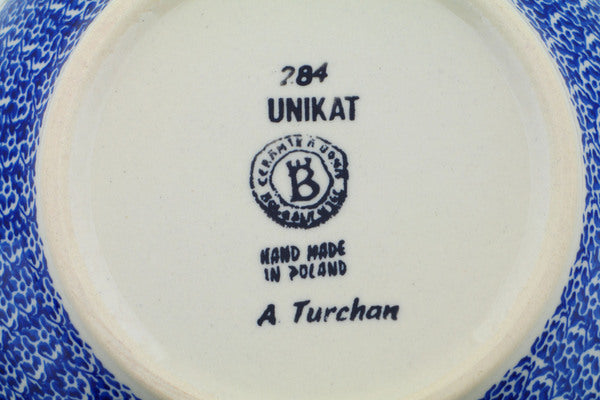 284
UNIKAT
B
HAND MADE
IN POLAND
A. Turchan